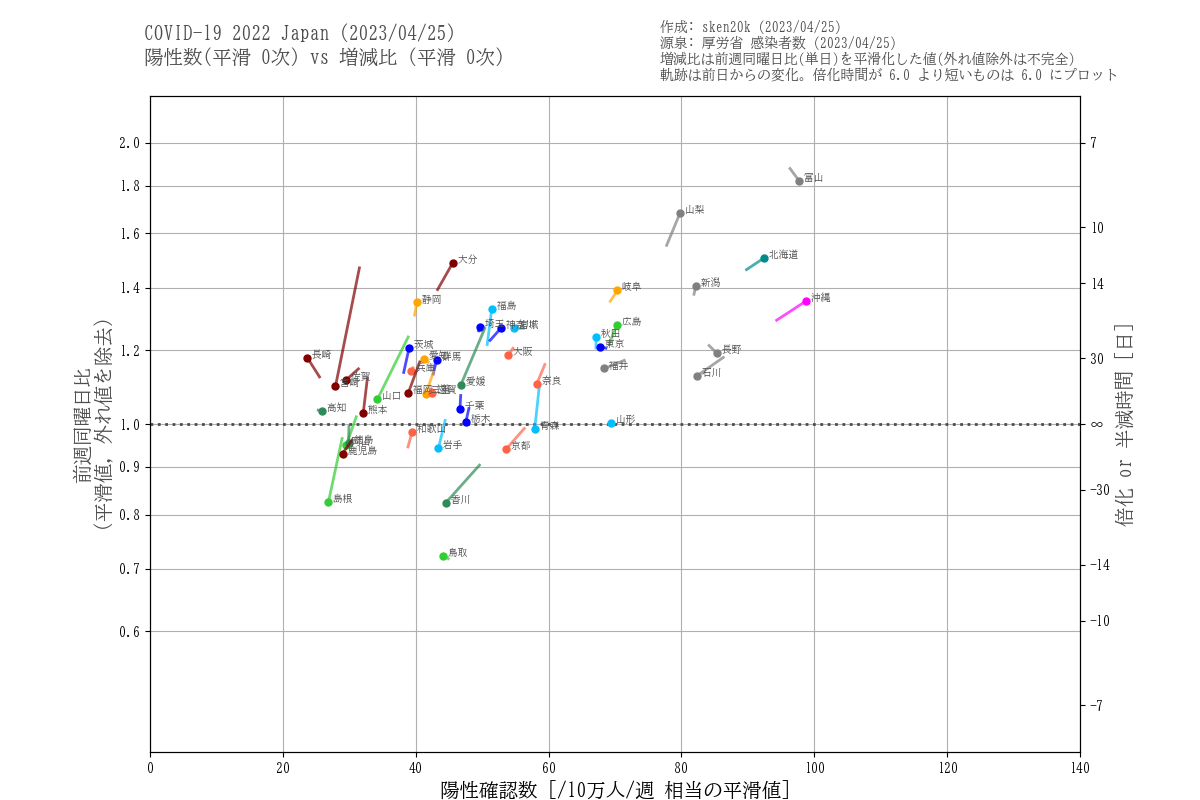 COVID-19 2022 Japan (2023/04/25)
陽性数(平滑 0次) vs 増減比 (平滑 0次)
作成: sken20k (2023/04/25)
源泉: 厚労省 感染者数 (2023/04/25)
増減比は前週同曜日比(単日)を平滑化した値(外れ値除外は不完全)
軌跡は前日からの変化。倍化時間が 6.0 より短いものは 6.0 にプロット
前週同曜日比
(平滑値, 外れ値を除去)
2.0
1.8
1.6
1.4
1.2
1.0
0.9
0.8
0.7
0.6
7
10
14
30
∞
-30
-14
-10
-7
倍化 or 半減時間 [日]
富山
山梨
北海道
大分
新潟
岐阜
沖縄
静岡
福島
広島
埼玉
神奈川
秋田
東京
茨城
大阪
長野
長崎
群馬
兵庫
福井
石川
佐賀
宮崎
愛媛
奈良
福岡
山口
高知
熊本
千葉
栃木
山形
青森
和歌山
岩手
京都
鹿児島
島根
香川
鳥取
0
20
40
60
80
100
120
140
陽性確認数 [/10万人/週 相当の平滑値]